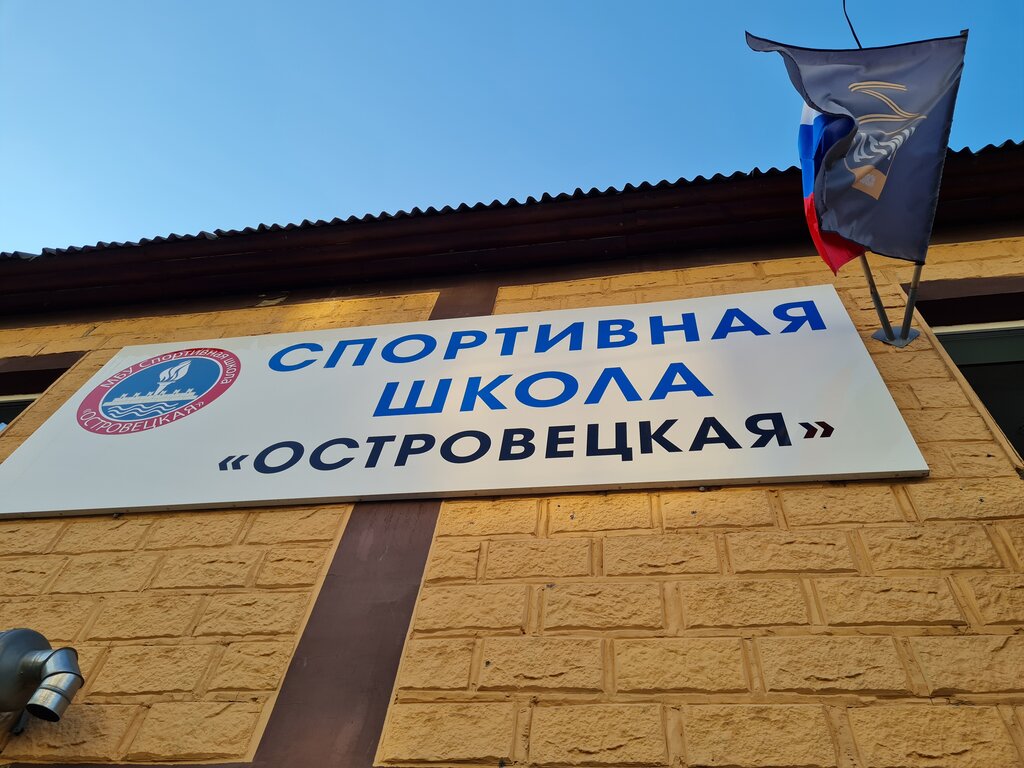 МБУ Спортивная школа
"ОСТРОВЕЦКАЯ"
СПОРТИВНАЯ
ШКОЛА
«ОСТРОВЕЦКАЯ»